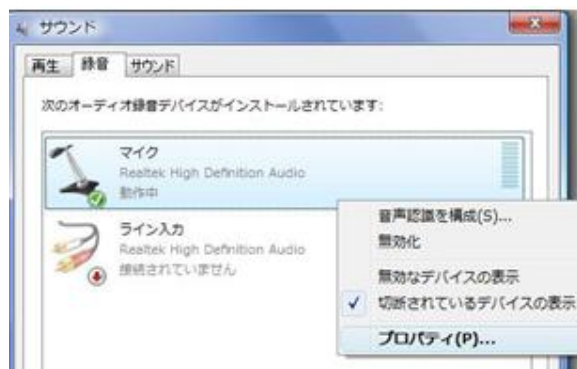 サウンド
再生
録音
サウンド
次のオーディオ録音デバイスがインストールされています:
マイク
Realtek High Definition Audio
動作中
ライン入力
Realtek High Definition Audio
接続されていません
音声認識を構成(S)...
無効化
無効なデバイスの表示
切断されているデバイスの表示
プロパティ(P)...